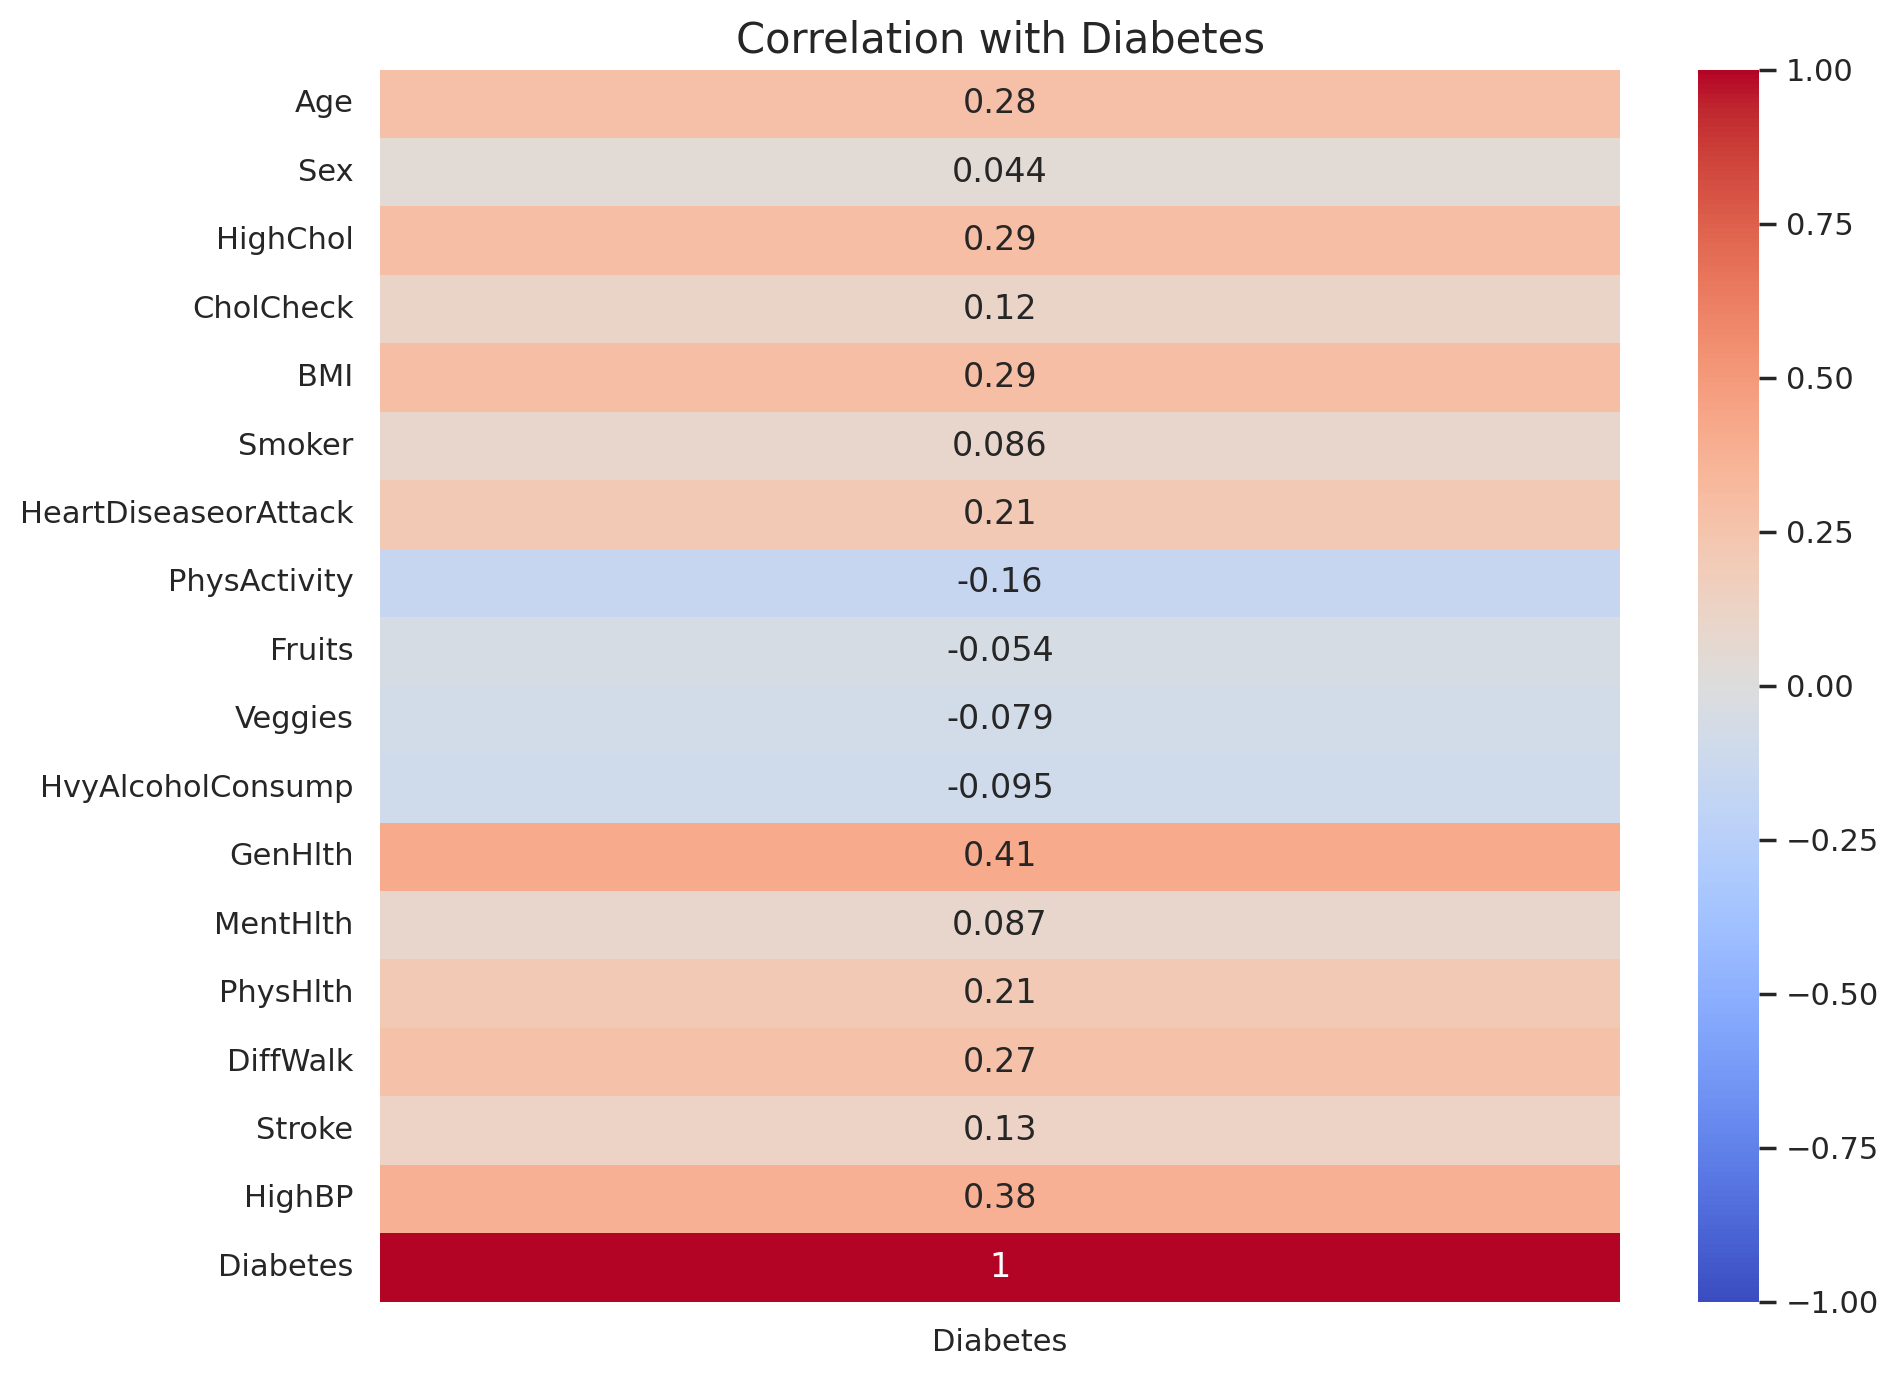 Correlation with Diabetes
Age 0.28
Sex 0.044
HighChol 0.29
CholCheck 0.12
BMI 0.29
Smoker 0.086
HeartDiseaseorAttack 0.21
PhysActivity -0.16
Fruits -0.054
Veggies -0.079
HvyAlcoholConsump -0.095
GenHlth 0.41
MentHlth 0.087
PhysHlth 0.21
DiffWalk 0.27
Stroke 0.13
HighBP 0.38
Diabetes 1
Diabetes
1.00
0.75
0.50
0.25
0.00
−0.25
−0.50
−0.75
−1.00